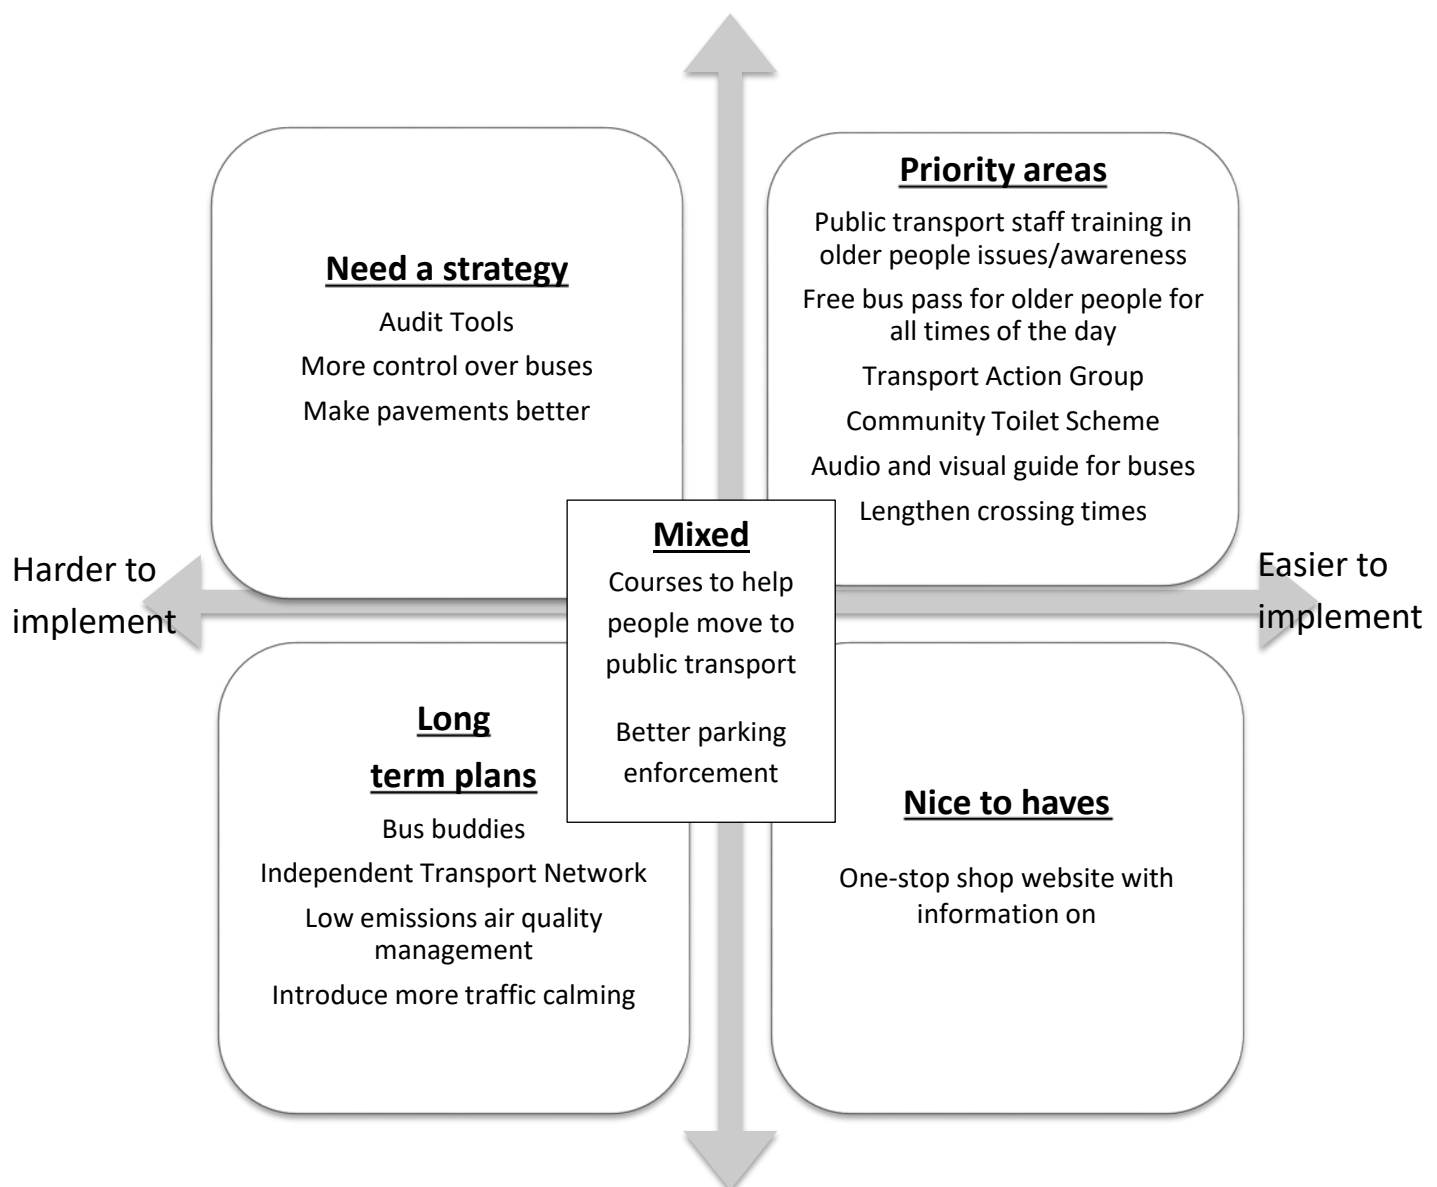 Need a strategy
Audit Tools
More control over buses
Make pavements better
Priority areas
Public transport staff training in
older people issues/awareness
Free bus pass for older people for
all times of the day
Transport Action Group
Community Toilet Scheme
Audio and visual guide for buses
Lengthen crossing times
Harder to
implement
Mixed
Courses to help
people move to
public transport
Better parking
enforcement
Easier to
implement
Long
term plans
Bus buddies
Independent Transport Network
Low emissions air quality
management
Introduce more traffic calming
Nice to haves
One-stop shop website with
information on